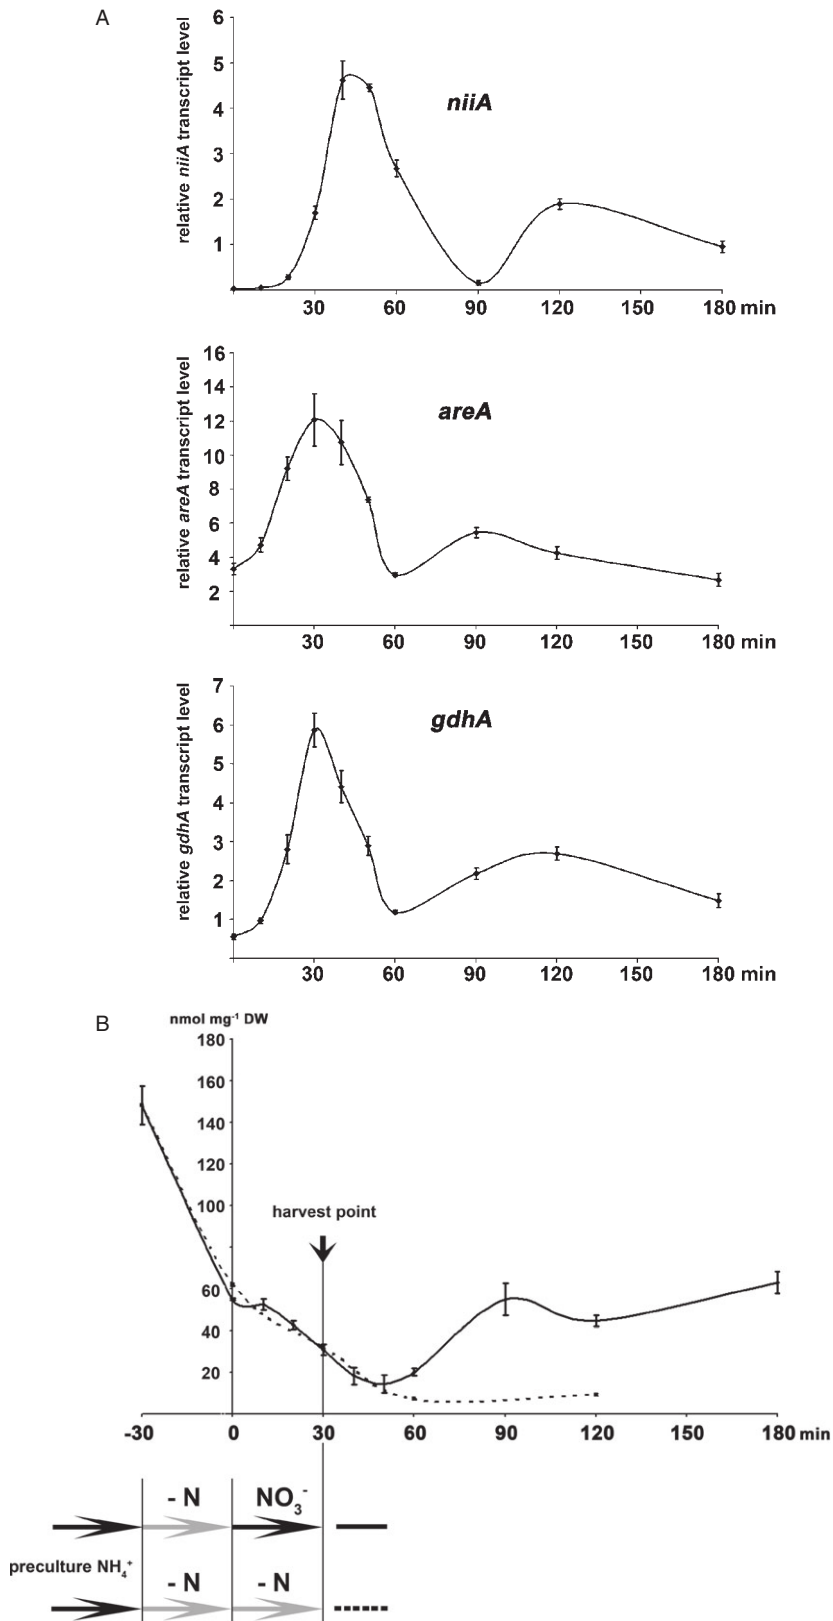 A
relative niiA transcript level
6
5
4
3
2
1
niiA
30 60 90 120 150 180 min
relative areA transcript level
16
14
12
10
8
6
4
2
areA
30 60 90 120 150 180 min
relative gdhA transcript level
7
6
5
4
3
2
1
gdhA
30 60 90 120 150 180 min
B
nmol mg⁻¹ DW
180
160
140
120
100
60
40
20
harvest point
-30 0 30 60 90 120 150 180 min
- N NO₃⁻
preculture NH₄⁺
- N - N